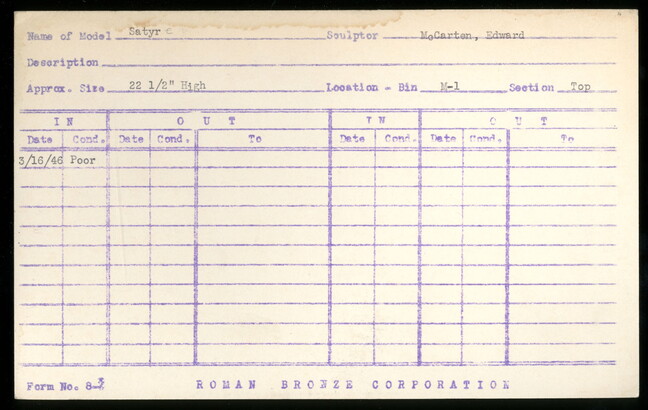 Name of Model Satyr Sculptor McCartan, Edward
Description
Approx. Size 22 1/2" High Location - Bin M-1 Section Top
IN OUT IN OUT
Date Cond. Date Cond. To Date Cond. Date Cond. To
3/16/46 Poor
Form No. 8- ROMAN BRONZE CORPORATION